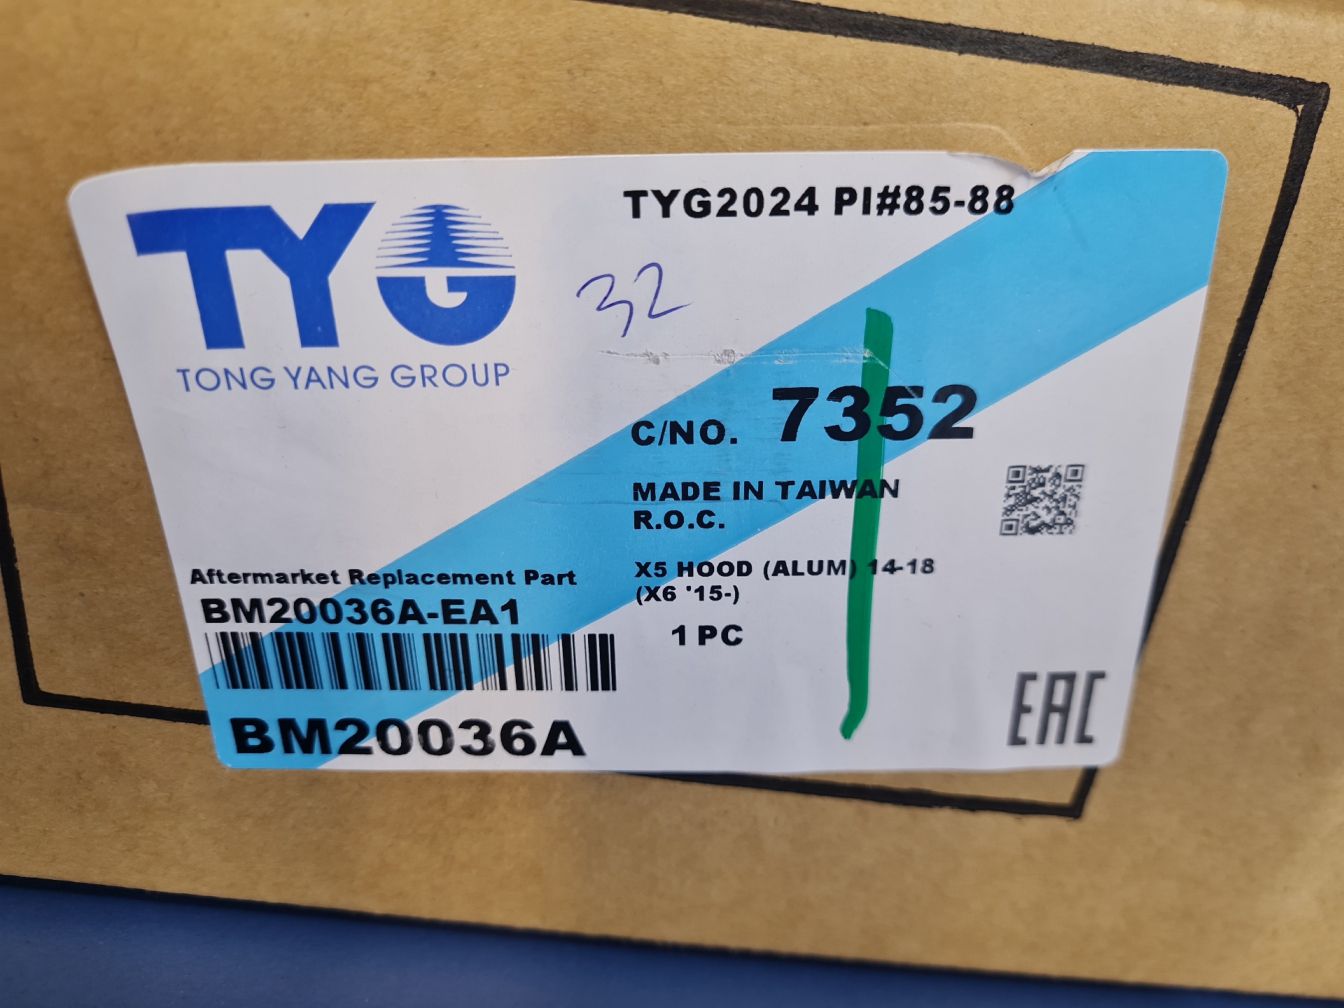 TYG
TONG YANG GROUP
TYG2024 PI#85-88
32
C/NO. 7352
MADE IN TAIWAN
R.O.C.
X5 HOOD (ALUM) 14-18
(X6 '15-)
1 PC
Aftermarket Replacement Part
BM20036A-EA1
BM20036A
EAC